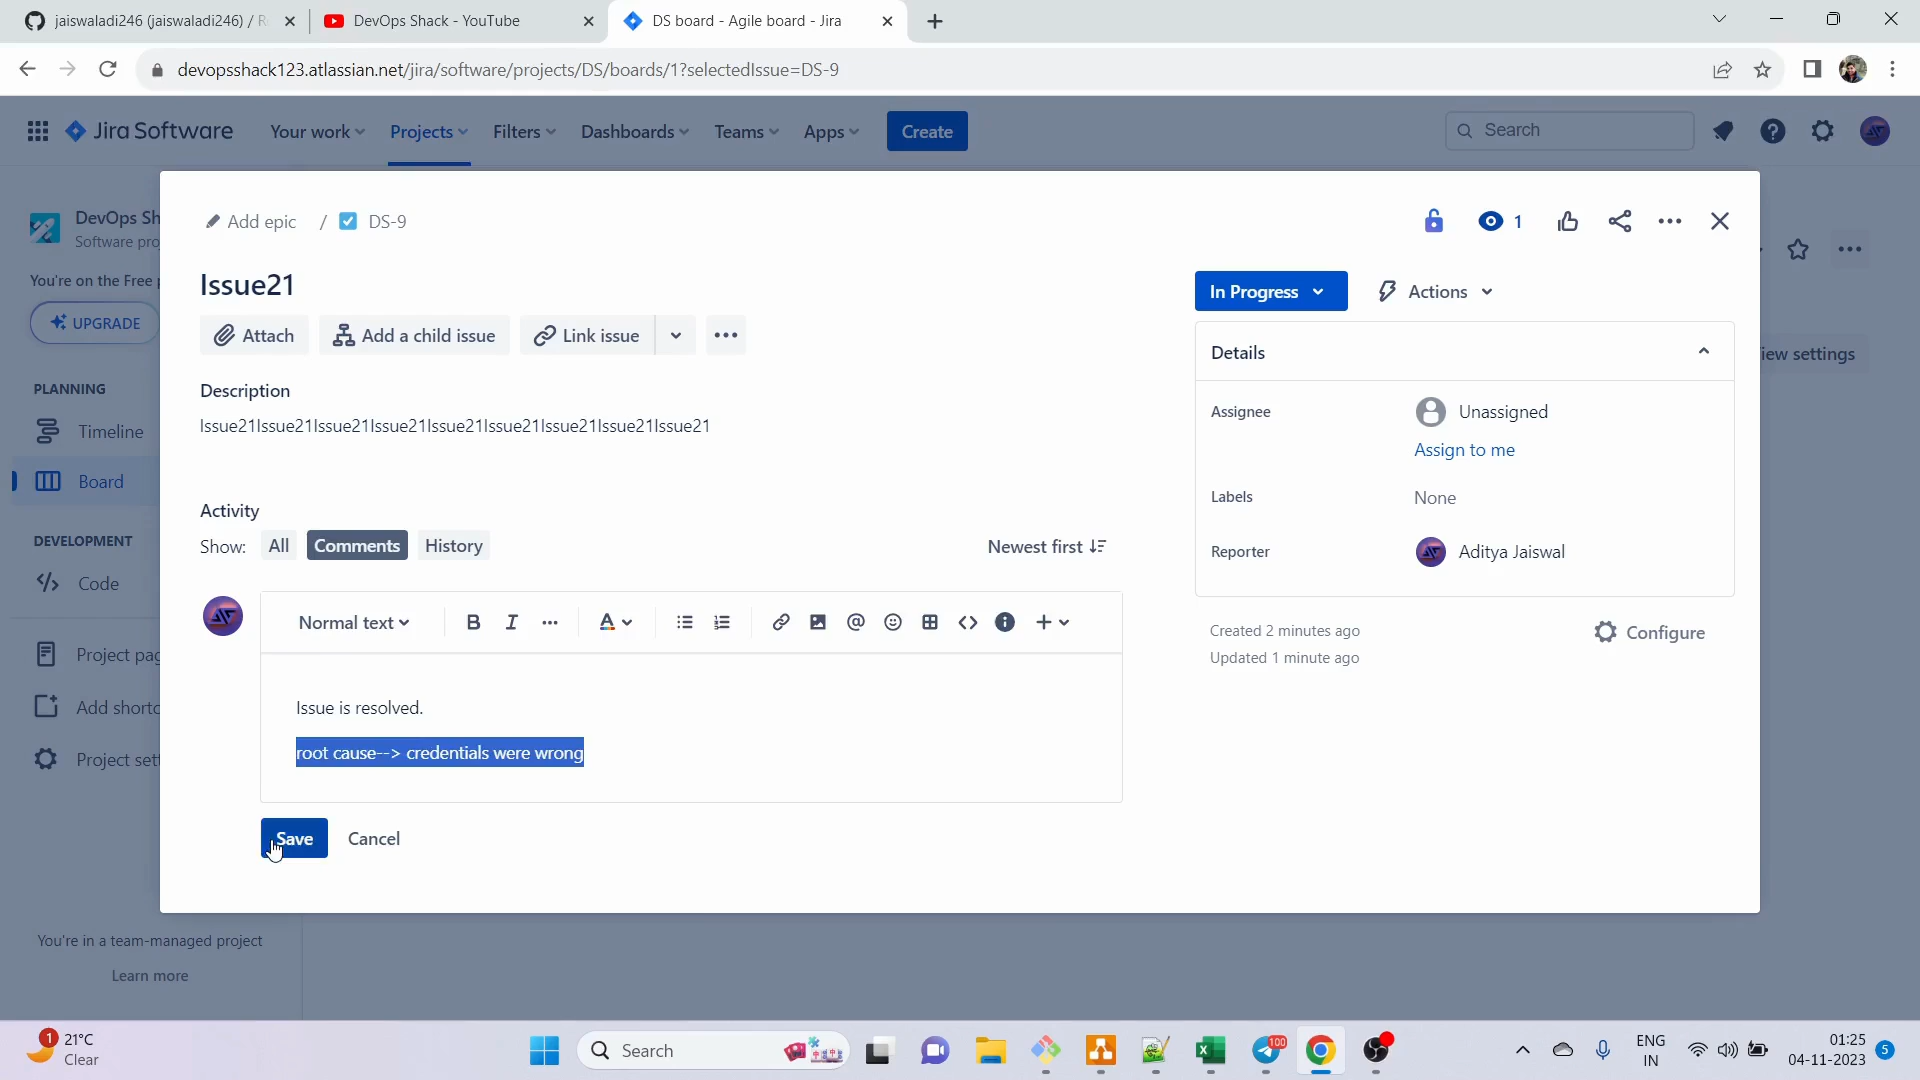 jaiswaladi246 (jaiswaladi246) / R
DevOps Shack - YouTube
DS board - Agile board - Jira
devopsshack123.atlassian.net/jira/software/projects/DS/boards/1?selectedIssue=DS-9
Jira Software
Your work
Projects
Filters
Dashboards
Teams
Apps
Create
Search
DevOps Sh
Software proj
You're on the Free
UPGRADE
PLANNING
Timeline
Board
DEVELOPMENT
Code
Project pag
Add shortc
Project sett
You're in a team-managed project
Learn more
iew settings
Add epic / DS-9
1
Issue21
Attach
Add a child issue
Link issue
Description
Issue21Issue21Issue21Issue21Issue21Issue21Issue21Issue21Issue21
Activity
Show: All Comments History
Newest first
Normal text
Issue is resolved.
root cause--> credentials were wrong
Save
Cancel
In Progress
Actions
Details
Assignee
Unassigned
Assign to me
Labels
None
Reporter
Aditya Jaiswal
Created 2 minutes ago
Updated 1 minute ago
Configure
1
21°C
Clear
Search
100
ENG
IN
01:25
04-11-2023
5